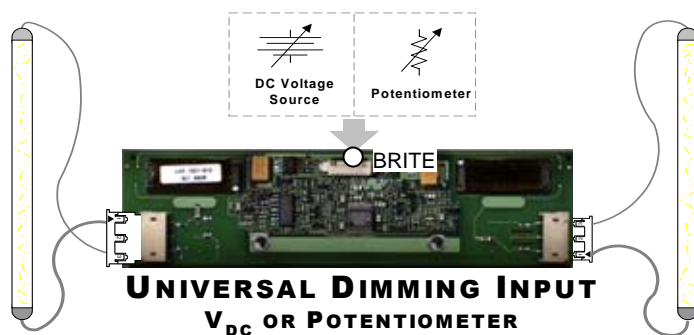 DC Voltage
Source
Potentiometer
BRITE
UNIVERSAL DIMMING INPUT
VDC OR POTENTIOMETER